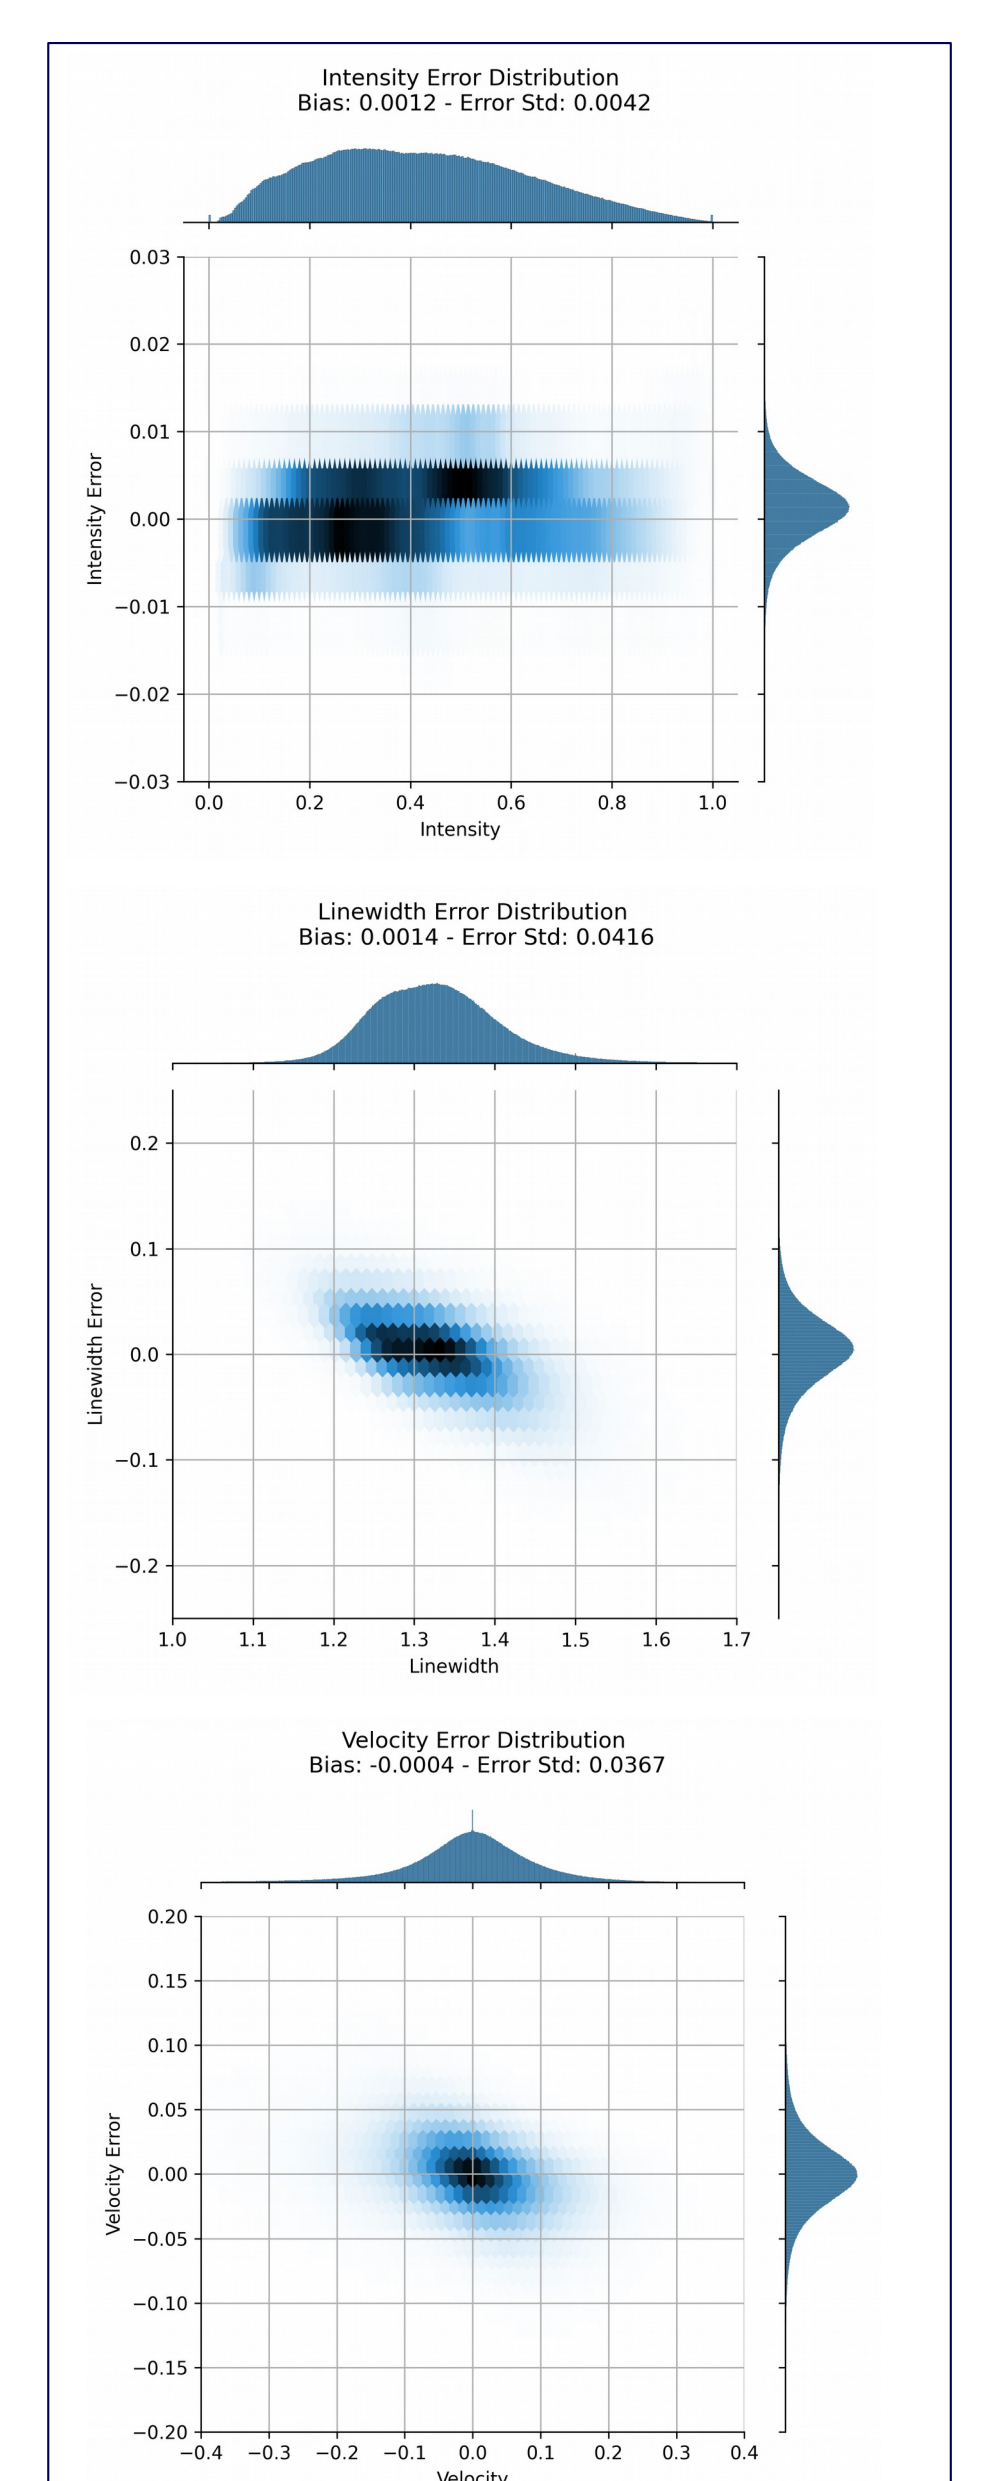 Intensity Error Distribution
Bias: 0.0012 - Error Std: 0.0042
0.03
0.02
0.01
0.00
−0.01
−0.02
−0.03
Intensity Error
0.0 0.2 0.4 0.6 0.8 1.0
Intensity
Linewidth Error Distribution
Bias: 0.0014 - Error Std: 0.0416
0.2
0.1
0.0
−0.1
−0.2
Linewidth Error
1.0 1.1 1.2 1.3 1.4 1.5 1.6 1.7
Linewidth
Velocity Error Distribution
Bias: -0.0004 - Error Std: 0.0367
0.20
0.15
0.10
0.05
0.00
−0.05
−0.10
−0.15
−0.20
Velocity Error
−0.4 −0.3 −0.2 −0.1 0.0 0.1 0.2 0.3 0.4
Velocity